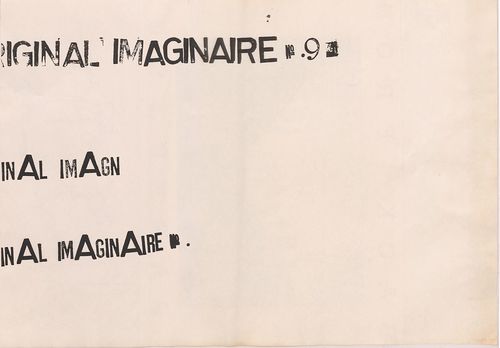 RIGINAL IMAGINAIRE n .9
INAL IMAGN
INAL IMAGINAIRE n .